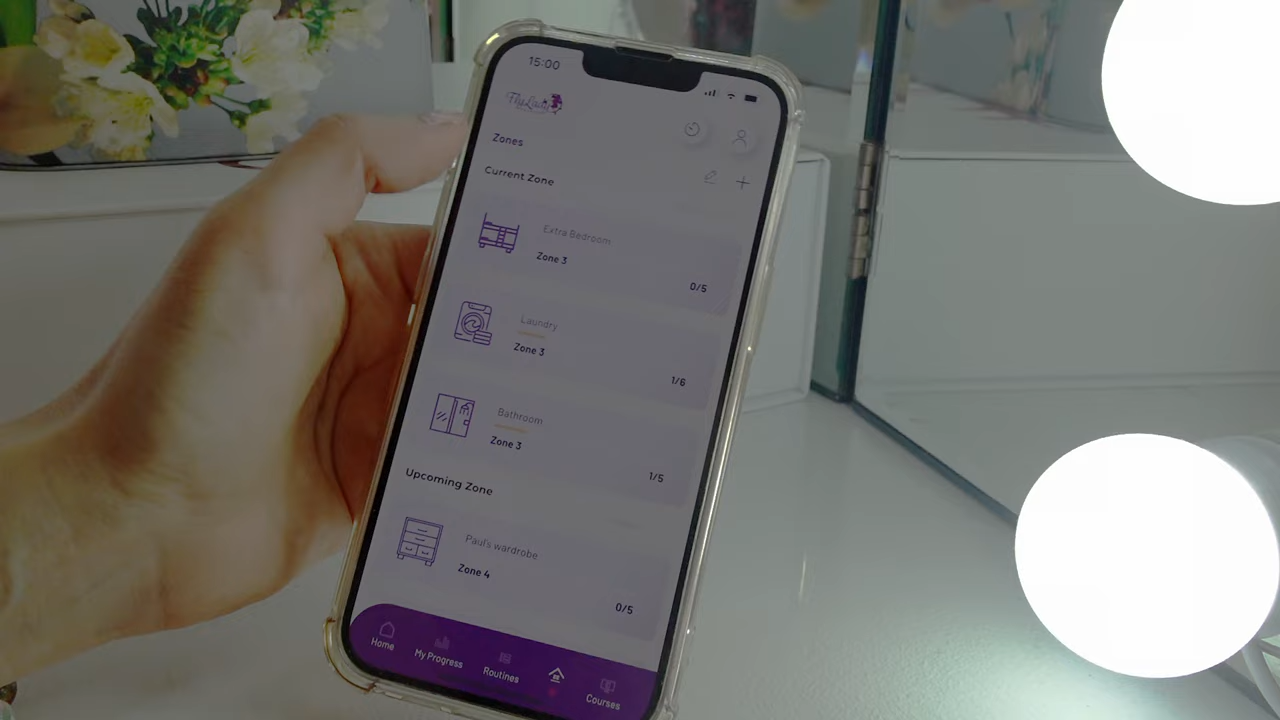 15:00
FlyLady
Zones
Current Zone
Extra Bedroom
Zone 3
0/5
Laundry
Zone 3
1/6
Bathroom
Zone 3
1/5
Upcoming Zone
Paul's wardrobe
Zone 4
0/5
Home
My Progress
Routines
Courses